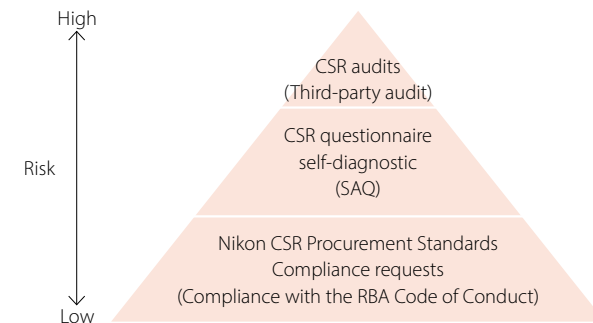 High
CSR audits
(Third-party audit)
CSR questionnaire
self-diagnostic
(SAQ)
Risk
Nikon CSR Procurement Standards
Compliance requests
(Compliance with the RBA Code of Conduct)
Low